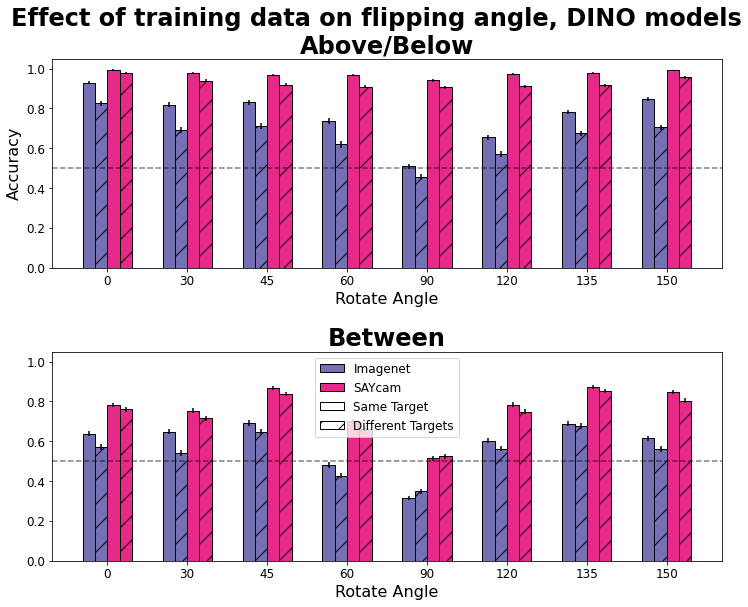 Effect of training data on flipping angle, DINO models
Above/Below
1.0
0.8
0.6
0.4
0.2
0.0
Accuracy
0 30 45 60 90 120 135 150
Rotate Angle
Between
1.0
0.8
0.6
0.4
0.2
0.0
Imagenet
SAYcam
Same Target
Different Targets
0 30 45 60 90 120 135 150
Rotate Angle